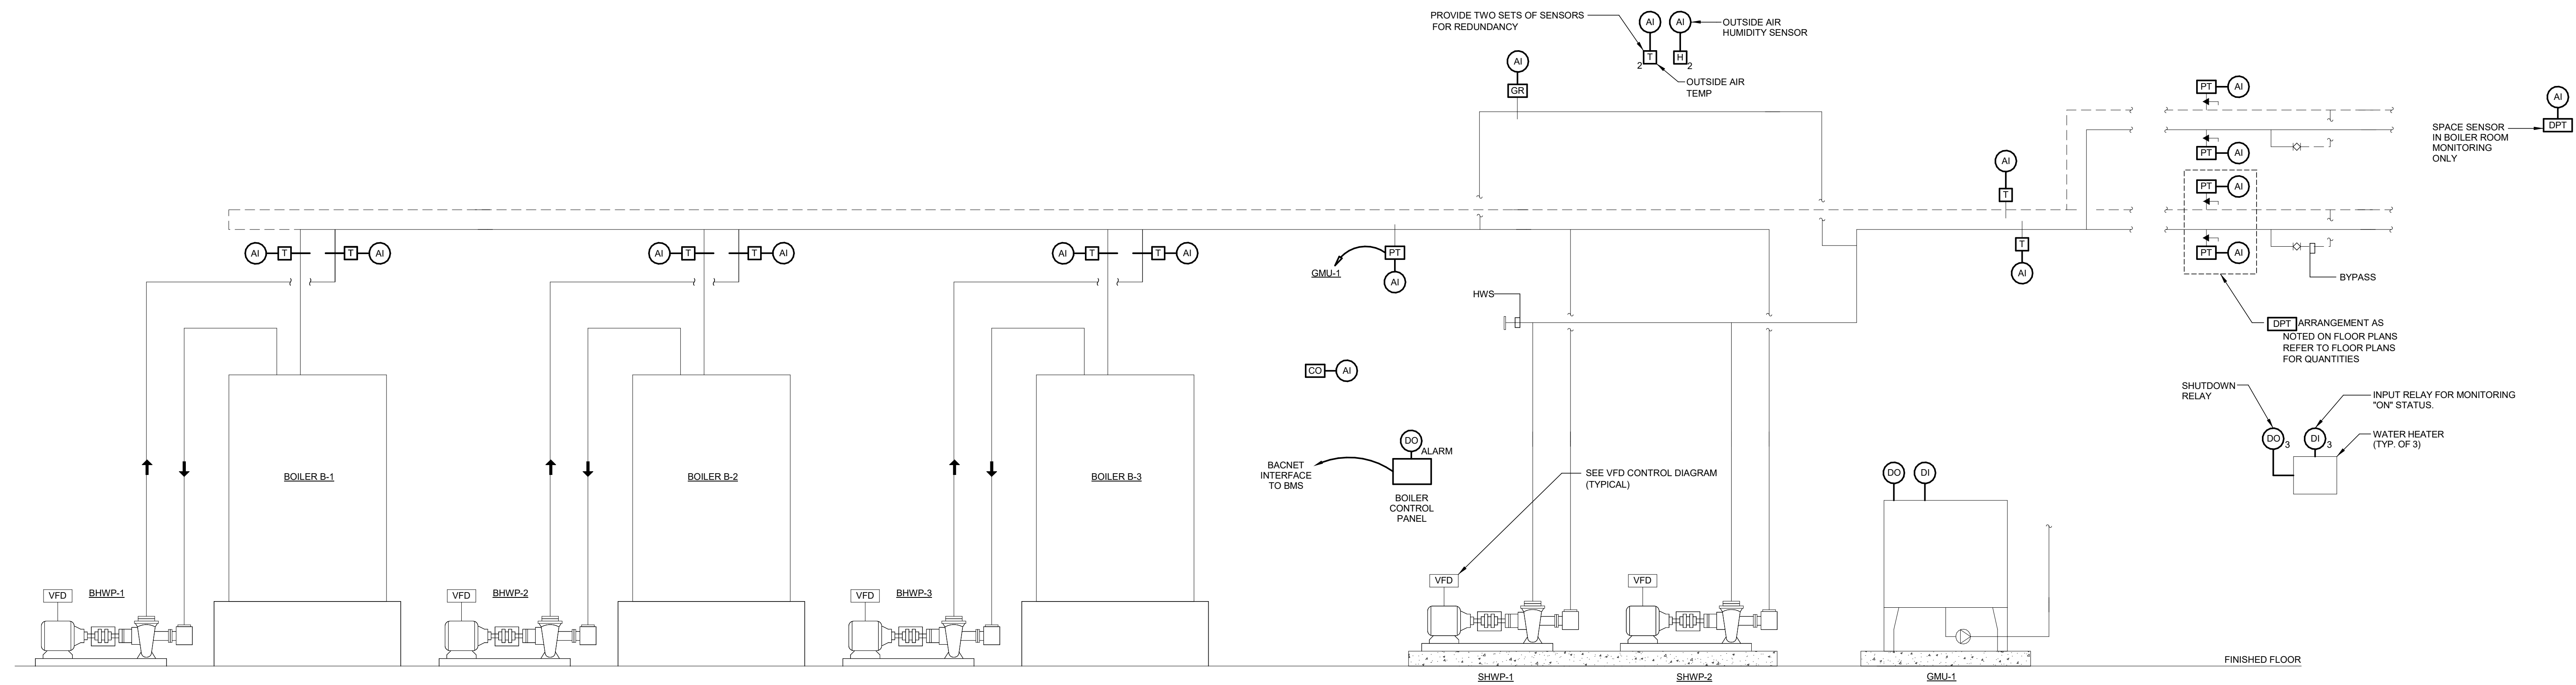 PROVIDE TWO SETS OF SENSORS
FOR REDUNDANCY
AI
AI
OUTSIDE AIR
HUMIDITY SENSOR
T
2
H
2
OUTSIDE AIR
TEMP
AI
GR
PT
AI
AI
DPT
SPACE SENSOR
IN BOILER ROOM
MONITORING
ONLY
PT
AI
AI
T
PT
AI
PT
AI
T
AI
BYPASS
DPT
ARRANGEMENT AS
NOTED ON FLOOR PLANS
REFER TO FLOOR PLANS
FOR QUANTITIES
AI
T
T
AI
AI
T
T
AI
AI
T
T
AI
GMU-1
PT
AI
HWS
CO
AI
SHUTDOWN
RELAY
INPUT RELAY FOR MONITORING
"ON" STATUS.
DO
3
DI
3
WATER HEATER
(TYP. OF 3)
DO
ALARM
BACNET
INTERFACE
TO BMS
BOILER
CONTROL
PANEL
SEE VFD CONTROL DIAGRAM
(TYPICAL)
DO
DI
BOILER B-1
BOILER B-2
BOILER B-3
VFD
BHWP-1
VFD
BHWP-2
VFD
BHWP-3
VFD
VFD
FINISHED FLOOR
SHWP-1
SHWP-2
GMU-1